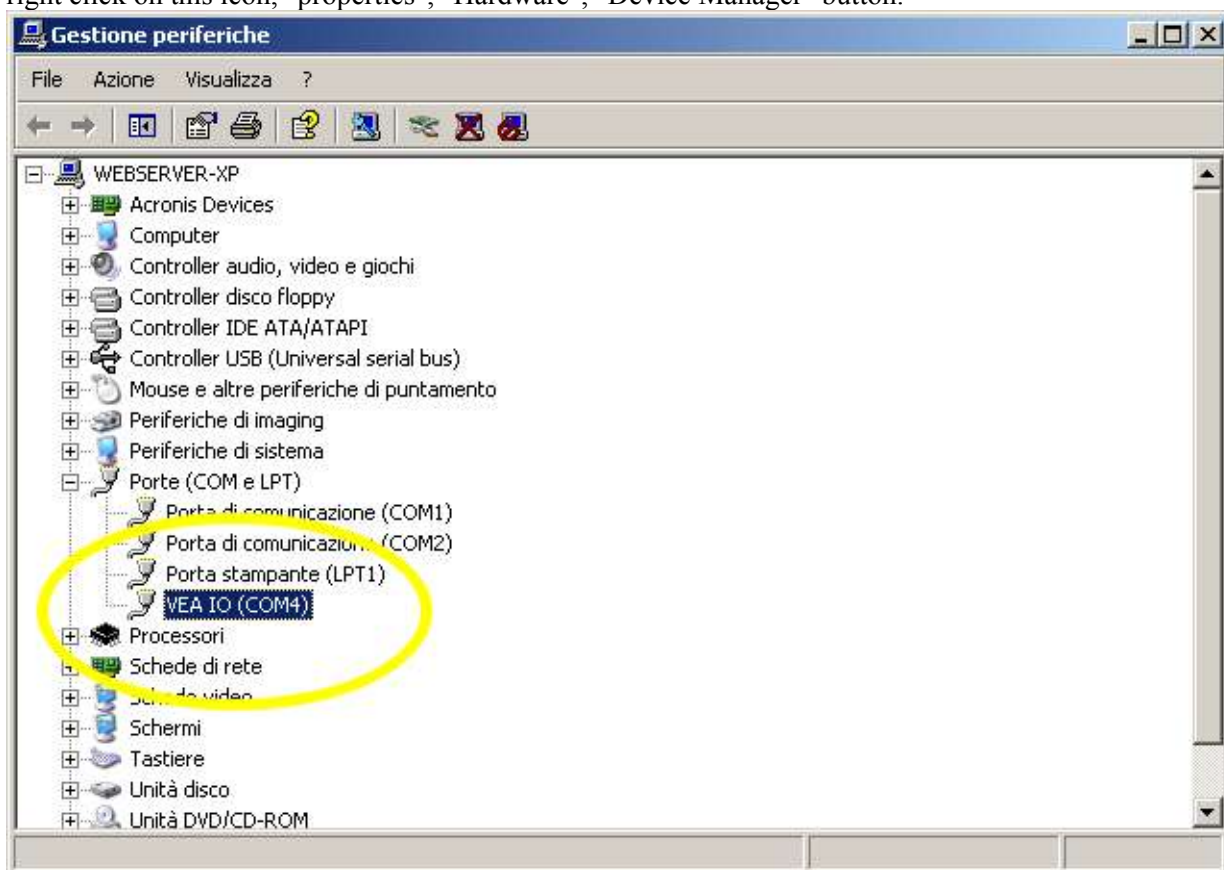 right click on this icon, "properties", "Hardware", "Device Manager" button.
Gestione periferiche
File Azione Visualizza ?
WEBSERVER-XP
Acronis Devices
Computer
Controller audio, video e giochi
Controller disco floppy
Controller IDE ATA/ATAPI
Controller USB (Universal serial bus)
Mouse e altre periferiche di puntamento
Periferiche di imaging
Periferiche di sistema
Porte (COM e LPT)
Porta di comunicazione (COM1)
Porta di comunicazione (COM2)
Porta stampante (LPT1)
VEA IO (COM4)
Processori
Schede di rete
Schede video
Schermi
Tastiere
Unità disco
Unità DVD/CD-ROM